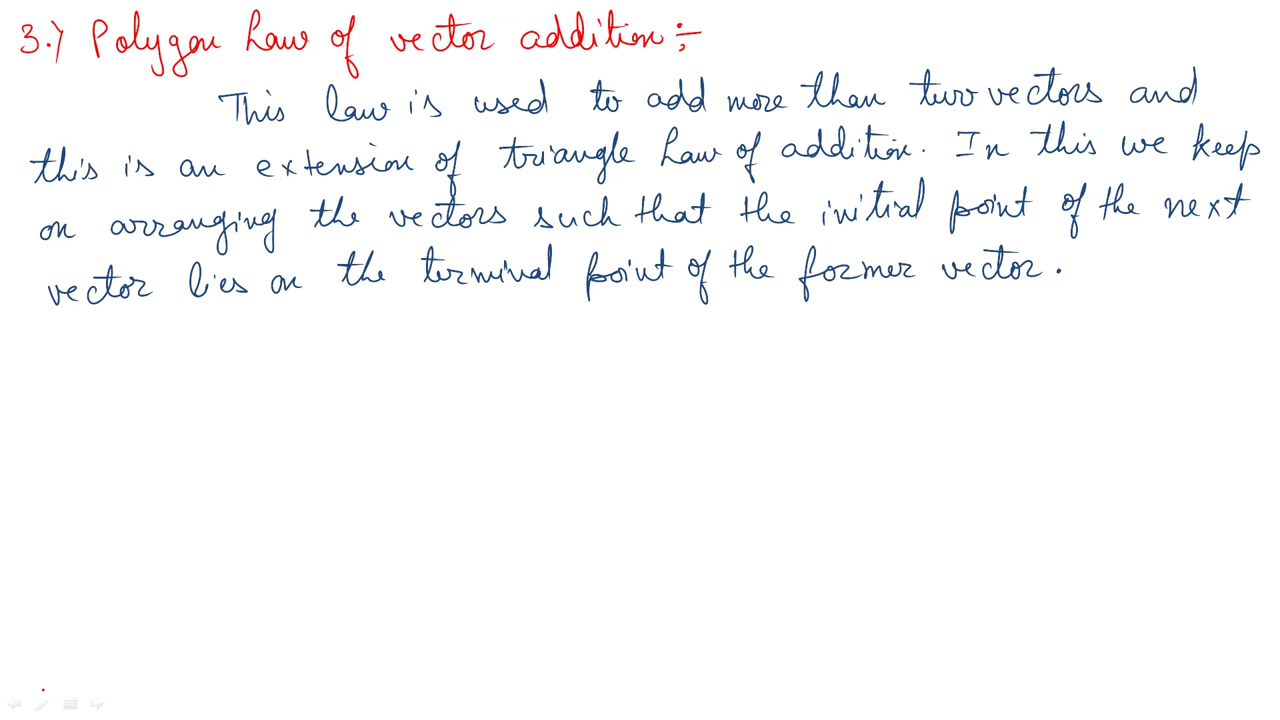 3.) Polygon Law of vector addition :-
This law is used to add more than two vectors and
this is an extension of triangle Law of addition. In this we keep
on arranging the vectors such that the initial point of the next
vector lies on the terminal point of the former vector.